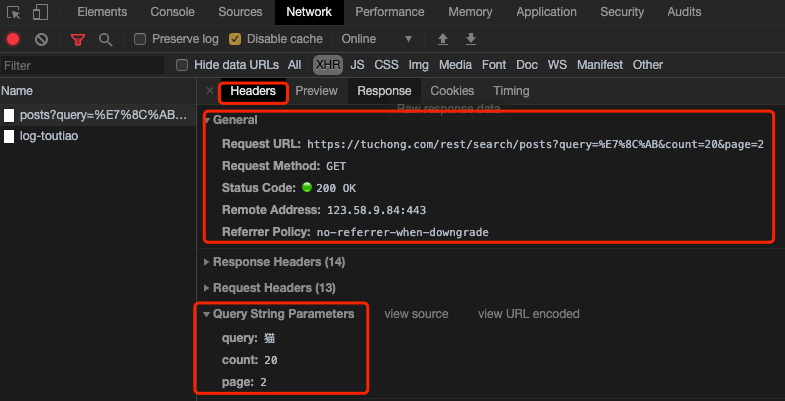 Elements Console Sources Network Performance Memory Application Security Audits
Preserve log Disable cache Online
Filter Hide data URLs All XHR JS CSS Img Media Font Doc WS Manifest Other
Name × Headers Preview Response Cookies Timing
Raw response data
posts?query=%E7%8C%AB... General
log-toutiao
Request URL: https://tuchong.com/rest/search/posts?query=%E7%8C%AB&count=20&page=2
Request Method: GET
Status Code: 200 OK
Remote Address: 123.58.9.84:443
Referrer Policy: no-referrer-when-downgrade
Response Headers (14)
Request Headers (13)
Query String Parameters view source view URL encoded
query: 猫
count: 20
page: 2